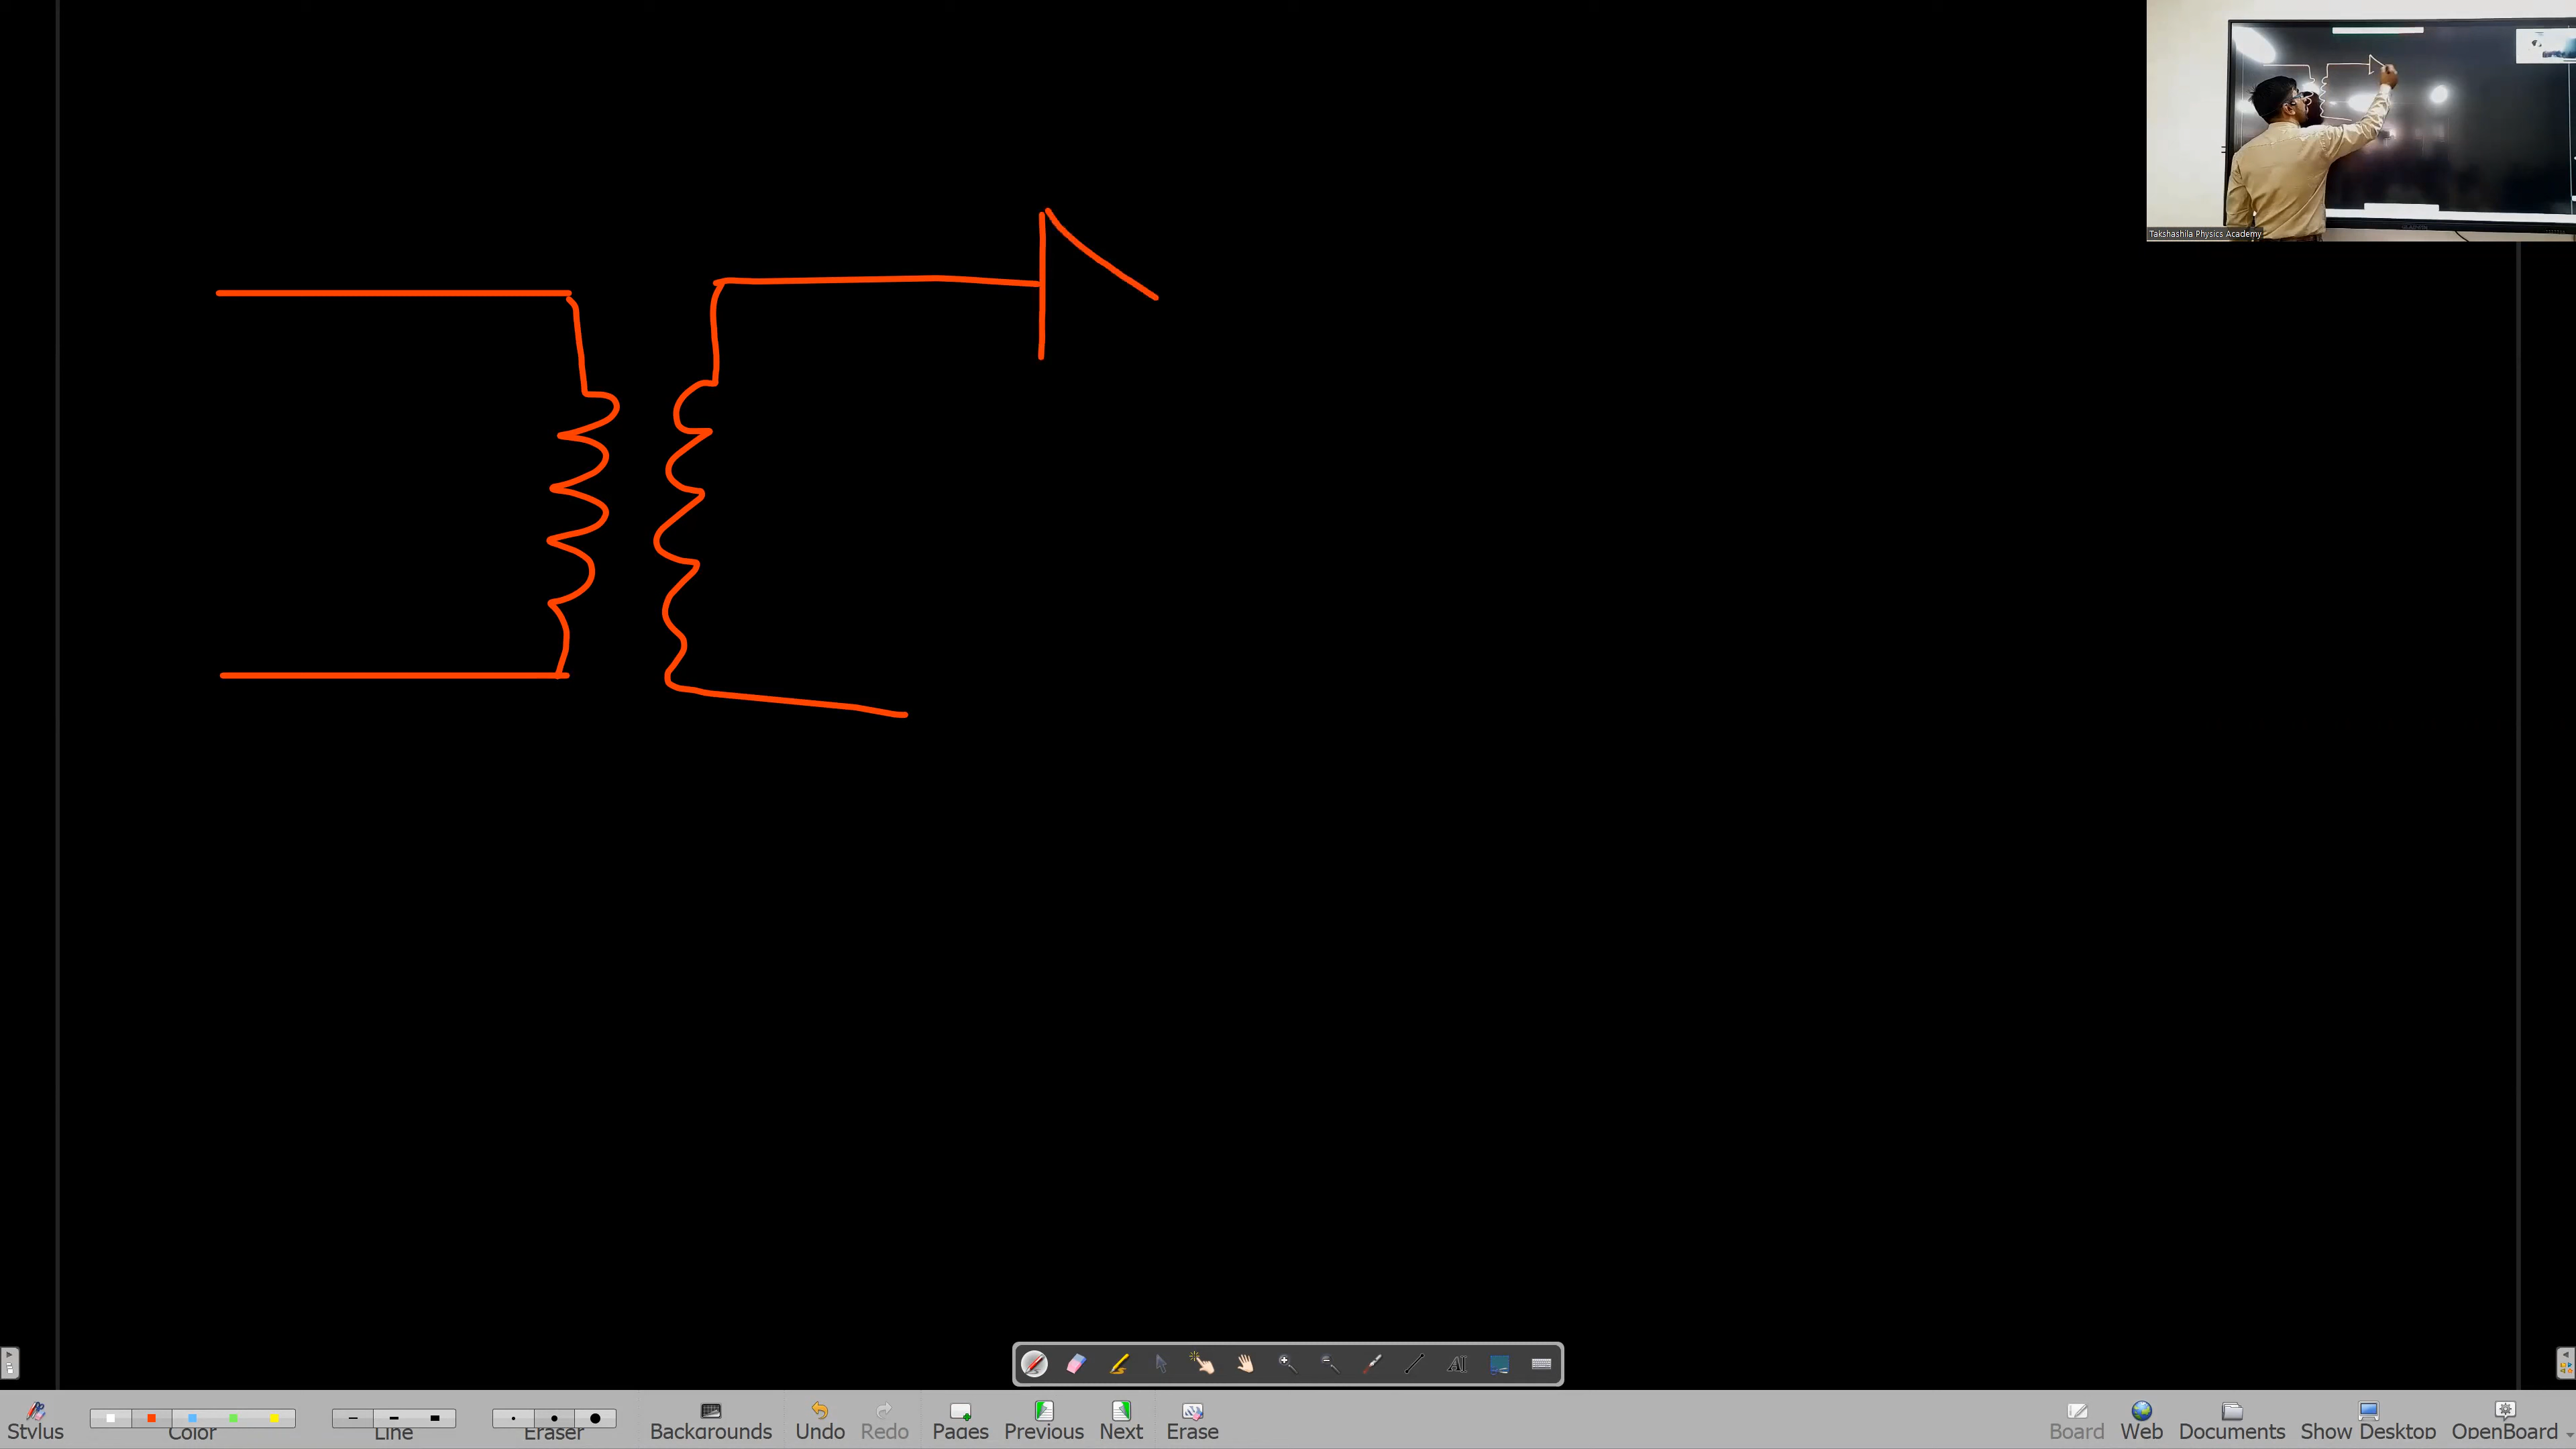 Takshashila Physics Academy
AI
Stylus Color Line Eraser Backgrounds Undo Redo Pages Previous Next Erase Board Web Documents Show Desktop OpenBoard